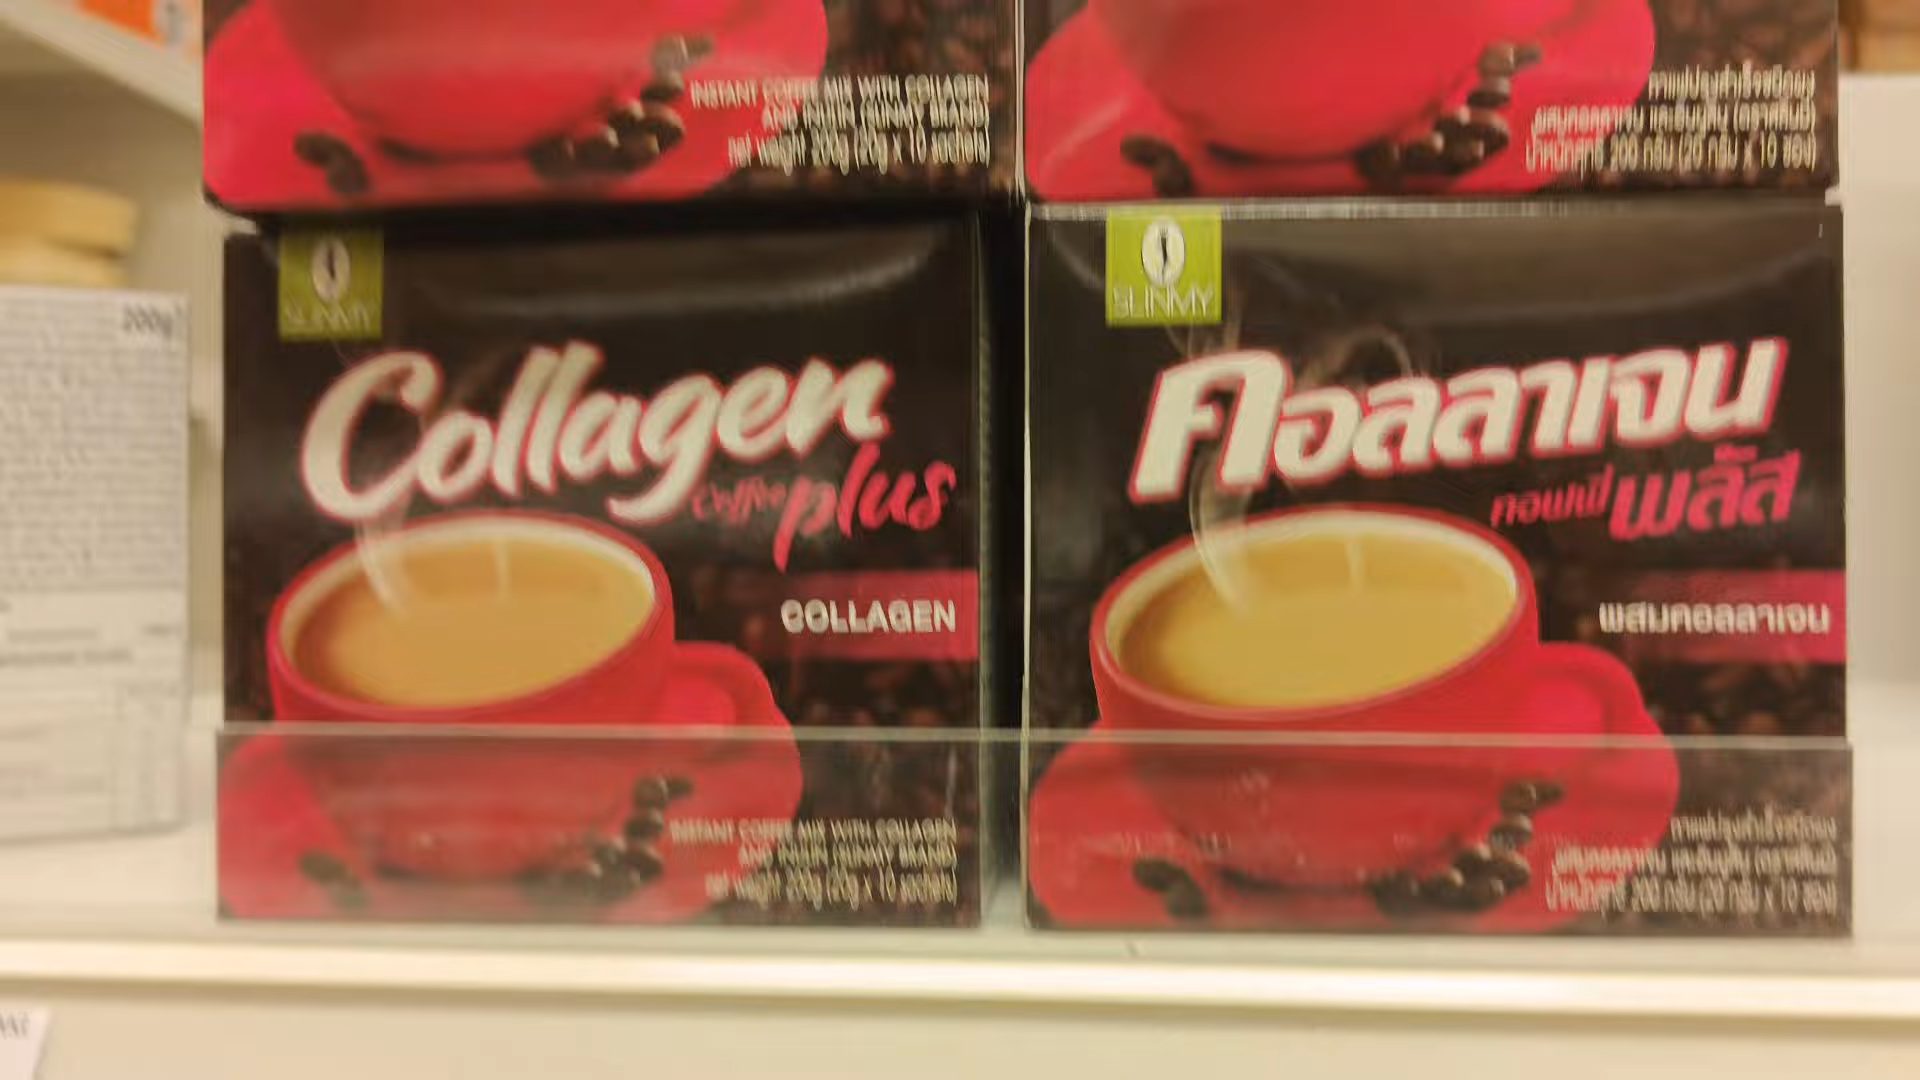 INSTANT COFFEE MIX WITH COLLAGEN
AND INULIN (SLINMY BRAND)
net weight 200g (20g x 10 sachets)
กาแฟปรุงสำเร็จชนิดผง
ผสมคอลลาเจน และอินนูลิน (ตราสลินมี่)
น้ำหนักสุทธิ 200 กรัม (20 กรัม x 10 ซอง)
200g
SLINMY
Collagen
Coffee plus
COLLAGEN
INSTANT COFFEE MIX WITH COLLAGEN
AND INULIN (SLINMY BRAND)
net weight 200g (20g x 10 sachets)
SLINMY
คอลลาเจน
คอฟฟี่ พลัส
ผสมคอลลาเจน
กาแฟปรุงสำเร็จชนิดผง
ผสมคอลลาเจน และอินนูลิน (ตราสลินมี่)
น้ำหนักสุทธิ 200 กรัม (20 กรัม x 10 ซอง)